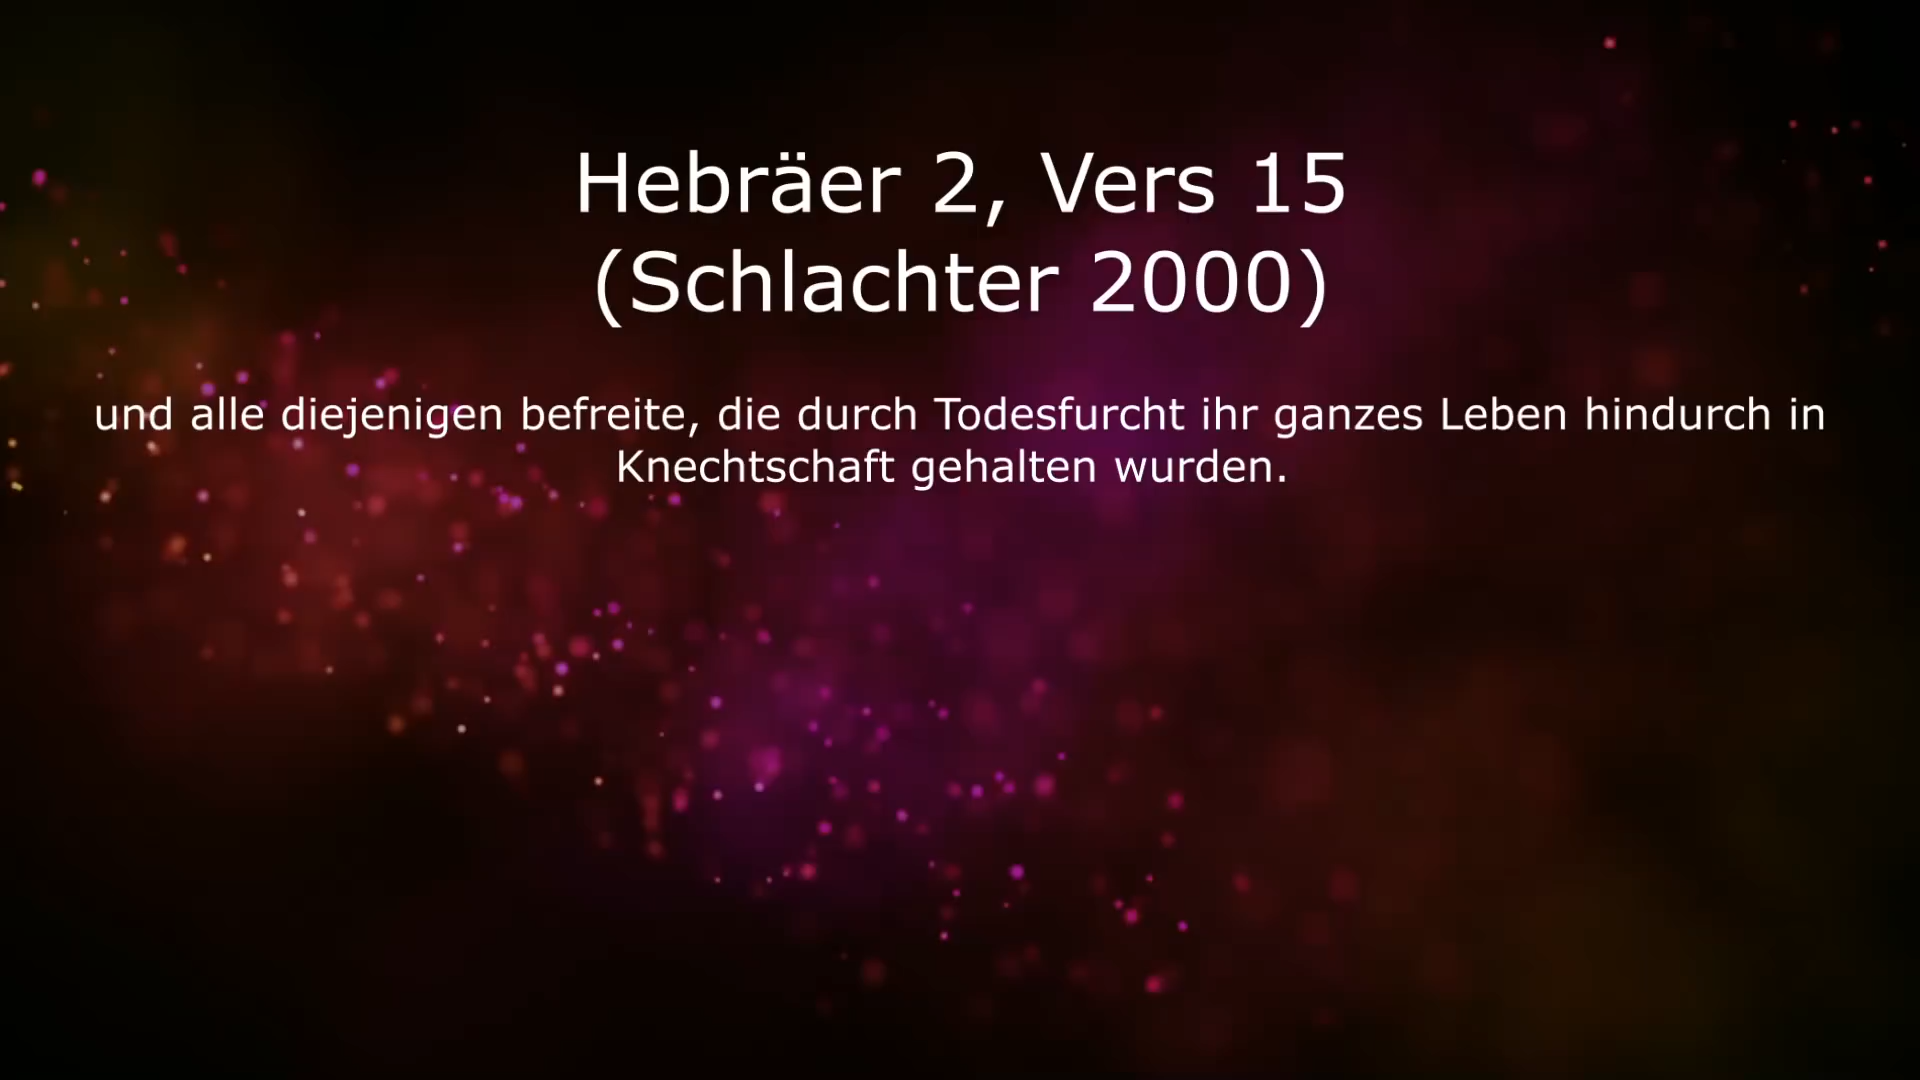 Hebräer 2, Vers 15
(Schlachter 2000)
und alle diejenigen befreite, die durch Todesfurcht ihr ganzes Leben hindurch in
Knechtschaft gehalten wurden.